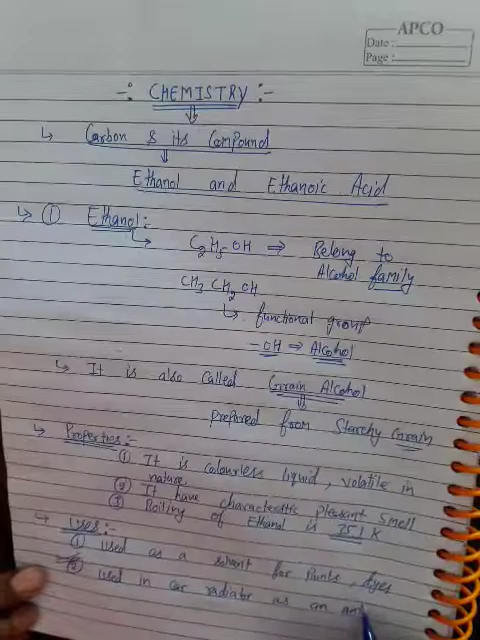 APCO
Date:
Page:
-: CHEMISTRY :-
Carbon & its Compound
Ethanol and Ethanoic Acid
① Ethanol:
C2H5OH ⇒ Belong to
Alcohol family
CH3 CH2 OH
functional group
-OH ⇒ Alcohol
It is also Called Grain Alcohol
prepared from Starchy Grain
Properties:-
① It is Colourless liquid, volatile in
nature
② It have characterstic pleasant smell
③ Boiling of Ethanol is 351 K
Uses:-
① used as a solvent for Paints, dyes
② used in car radiator as an ant